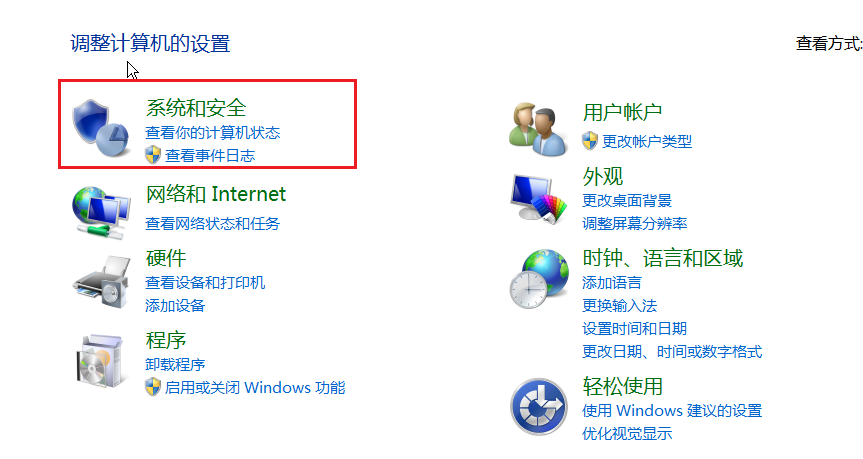 调整计算机的设置
查看方式:
系统和安全
查看你的计算机状态
查看事件日志
网络和 Internet
查看网络状态和任务
硬件
查看设备和打印机
添加设备
程序
卸载程序
启用或关闭 Windows 功能
用户帐户
更改帐户类型
外观
更改桌面背景
调整屏幕分辨率
时钟、语言和区域
添加语言
更换输入法
设置时间和日期
更改日期、时间或数字格式
轻松使用
使用 Windows 建议的设置
优化视觉显示